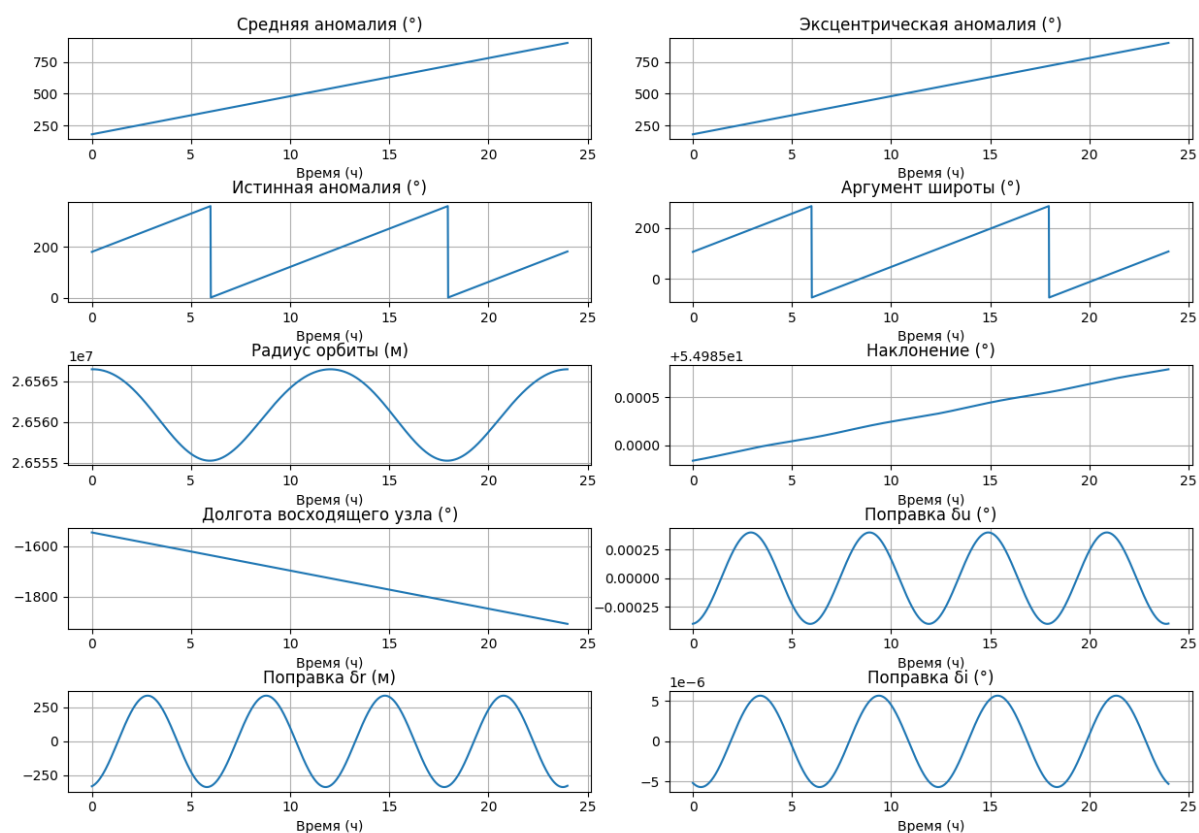 Средняя аномалия (°)
750
500
250
0 5 10 15 20 25
Время (ч)
Эксцентрическая аномалия (°)
750
500
250
0 5 10 15 20 25
Время (ч)
Истинная аномалия (°)
200
0
0 5 10 15 20 25
Время (ч)
Аргумент широты (°)
200
0
0 5 10 15 20 25
Время (ч)
Радиус орбиты (м)
1e7
2.6565
2.6560
2.6555
0 5 10 15 20 25
Время (ч)
Наклонение (°)
+5.4985e1
0.0005
0.0000
0 5 10 15 20 25
Время (ч)
Долгота восходящего узла (°)
−1600
−1800
0 5 10 15 20 25
Время (ч)
Поправка δu (°)
0.00025
0.00000
−0.00025
0 5 10 15 20 25
Время (ч)
Поправка δr (м)
250
0
−250
0 5 10 15 20 25
Время (ч)
Поправка δi (°)
1e−6
5
0
−5
0 5 10 15 20 25
Время (ч)